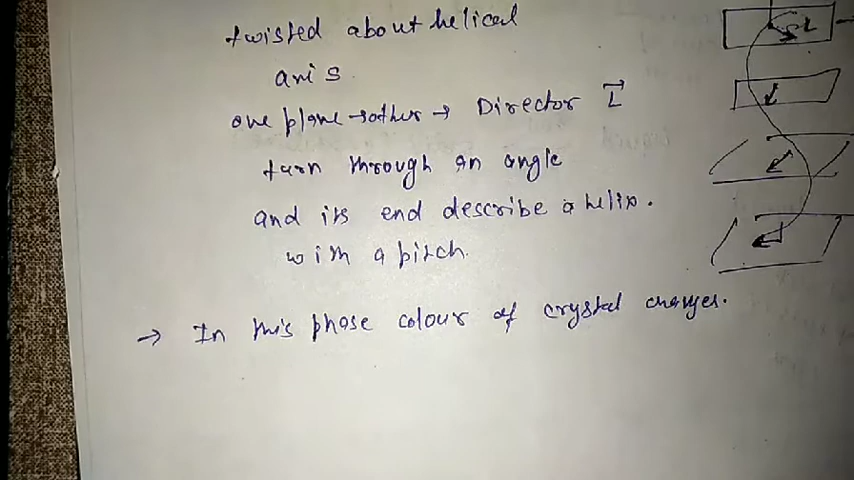 twisted about helical
axis
one plane → other → Director L
turn through an angle
and its end describe a helix.
with a pitch.
→ In this phase colour of crystal changes.
L
L
L